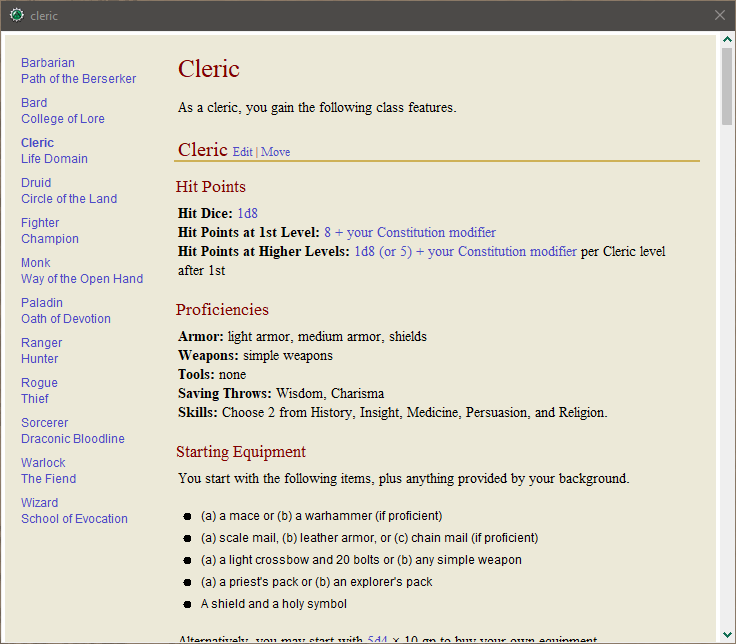 cleric
Barbarian
Path of the Berserker
Bard
College of Lore
Cleric
Life Domain
Druid
Circle of the Land
Fighter
Champion
Monk
Way of the Open Hand
Paladin
Oath of Devotion
Ranger
Hunter
Rogue
Thief
Sorcerer
Draconic Bloodline
Warlock
The Fiend
Wizard
School of Evocation
Cleric
As a cleric, you gain the following class features.
Cleric Edit | Move
Hit Points
Hit Dice: 1d8
Hit Points at 1st Level: 8 + your Constitution modifier
Hit Points at Higher Levels: 1d8 (or 5) + your Constitution modifier per Cleric level
after 1st
Proficiencies
Armor: light armor, medium armor, shields
Weapons: simple weapons
Tools: none
Saving Throws: Wisdom, Charisma
Skills: Choose 2 from History, Insight, Medicine, Persuasion, and Religion.
Starting Equipment
You start with the following items, plus anything provided by your background.
(a) a mace or (b) a warhammer (if proficient)
(a) scale mail, (b) leather armor, or (c) chain mail (if proficient)
(a) a light crossbow and 20 bolts or (b) any simple weapon
(a) a priest's pack or (b) an explorer's pack
A shield and a holy symbol
Alternatively, you may start with 5d4 × 10 gp to buy your own equipment.